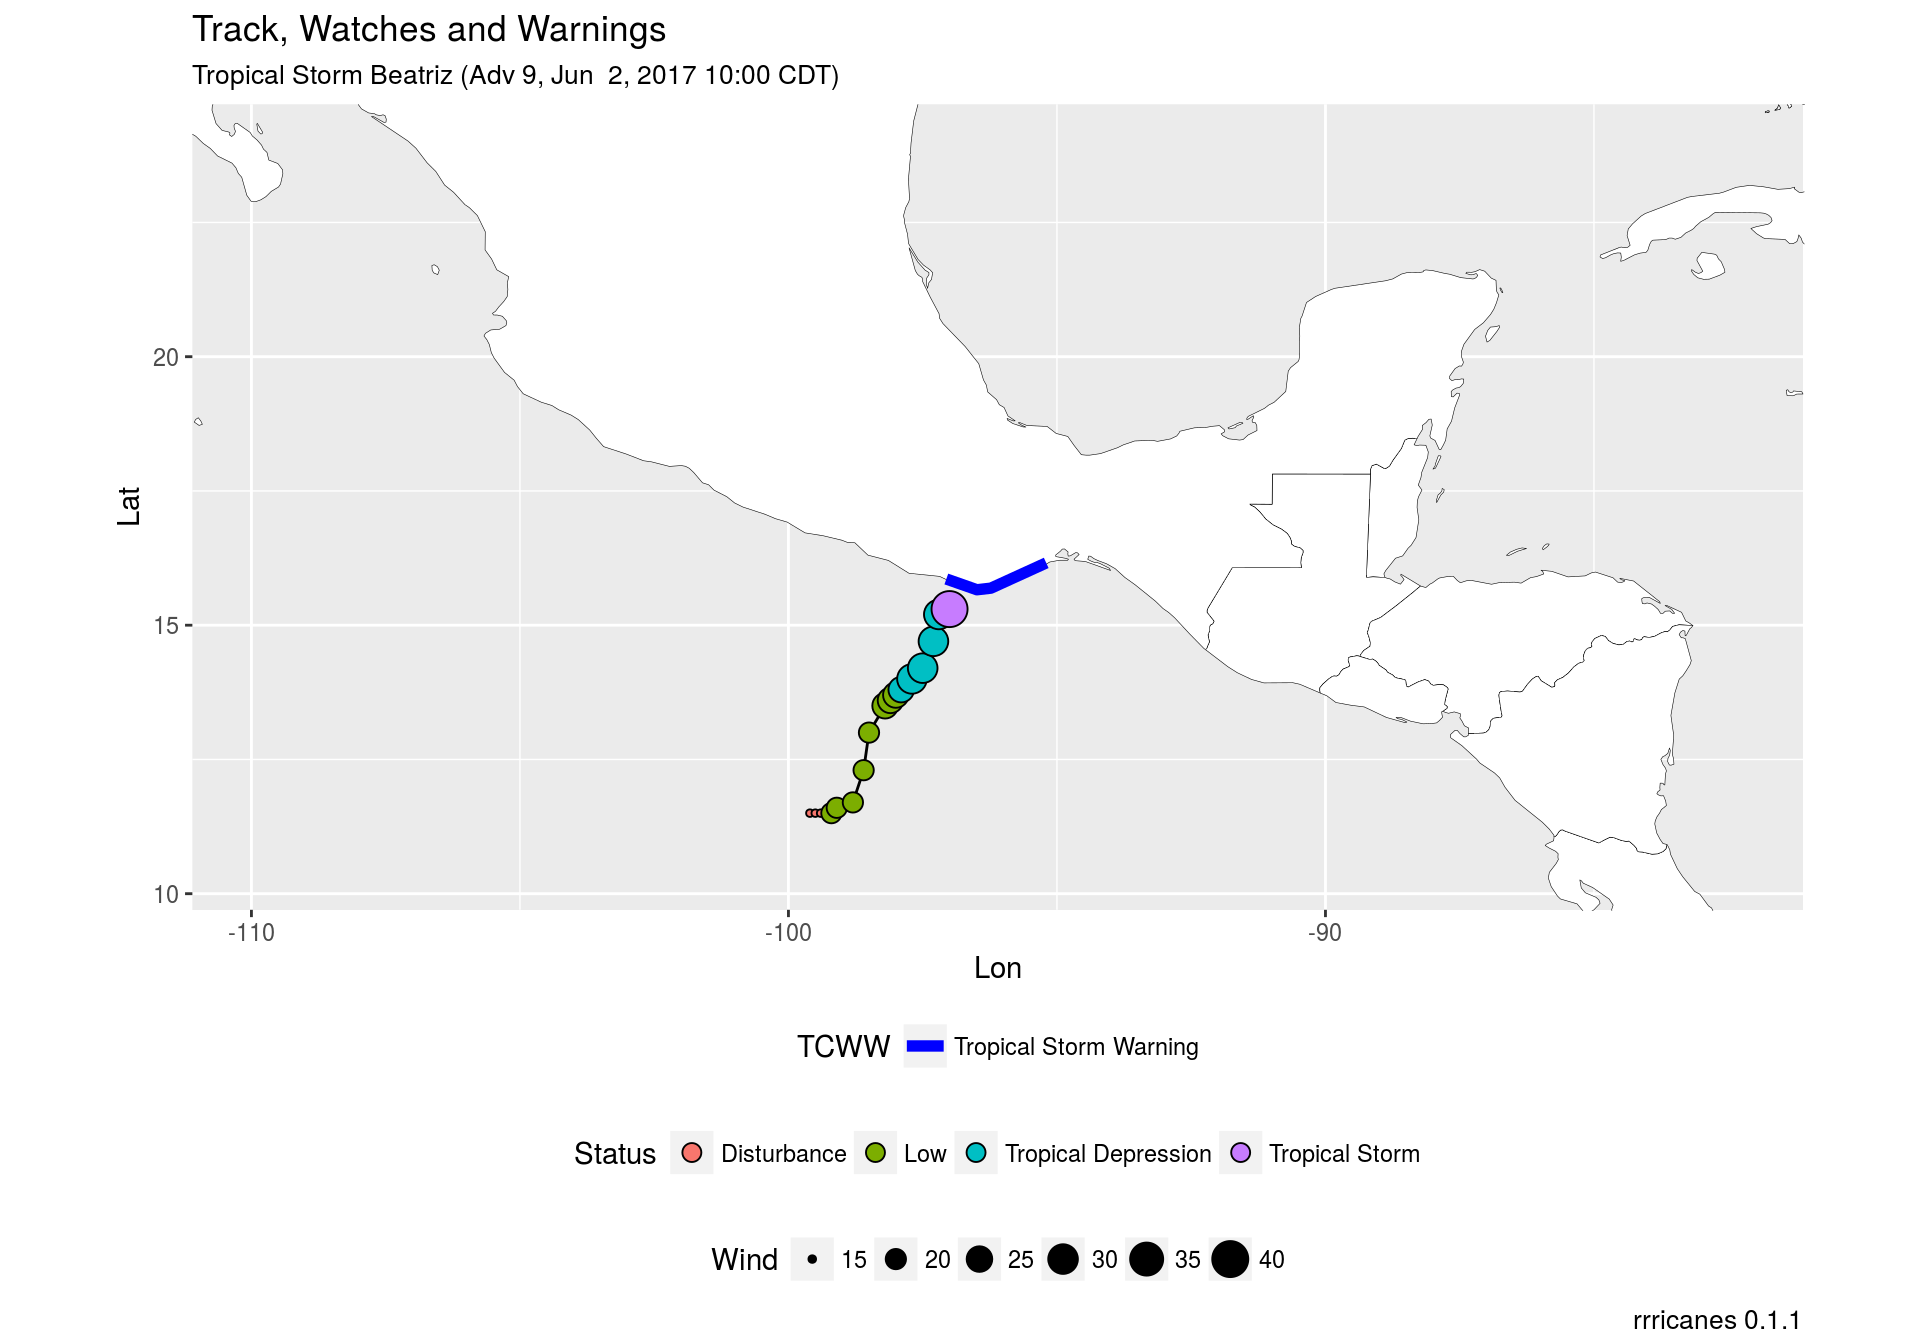 Track, Watches and Warnings
Tropical Storm Beatriz (Adv 9, Jun  2, 2017 10:00 CDT)
20
15
10
Lat
-110
-100
-90
Lon
TCWW Tropical Storm Warning
Status Disturbance Low Tropical Depression Tropical Storm
Wind 15 20 25 30 35 40
rrricanes 0.1.1